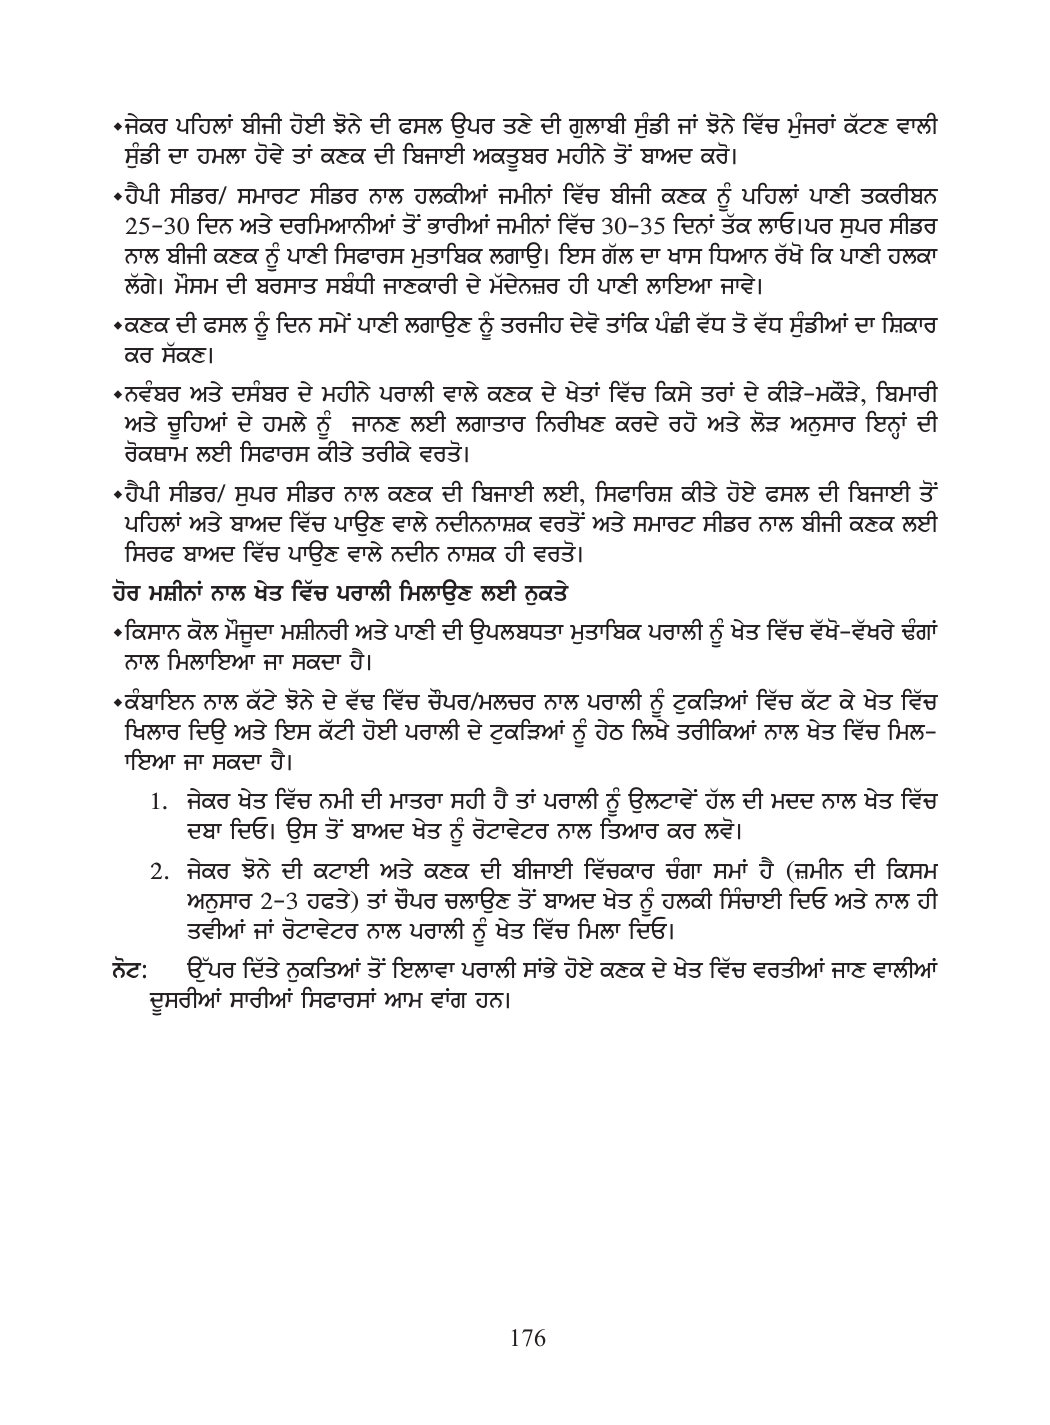 ◆ਜੇਕਰ ਪਹਿਲਾਂ ਬੀਜੀ ਹੋਈ ਝੋਨੇ ਦੀ ਫਸਲ ਉਪਰ ਤਣੇ ਦੀ ਗੁਲਾਬੀ ਸੁੰਡੀ ਜਾਂ ਝੋਨੇ ਵਿੱਚ ਮੁੰਜਰਾਂ ਕੱਟਣ ਵਾਲੀ
ਸੁੰਡੀ ਦਾ ਹਮਲਾ ਹੋਵੇ ਤਾਂ ਕਣਕ ਦੀ ਬਿਜਾਈ ਅਕਤੂਬਰ ਮਹੀਨੇ ਤੋਂ ਬਾਅਦ ਕਰੋ।
◆ਹੈਪੀ ਸੀਡਰ/ ਸਮਾਰਟ ਸੀਡਰ ਨਾਲ ਹਲਕੀਆਂ ਜਮੀਨਾਂ ਵਿੱਚ ਬੀਜੀ ਕਣਕ ਨੂੰ ਪਹਿਲਾਂ ਪਾਣੀ ਤਕਰੀਬਨ
25-30 ਦਿਨ ਅਤੇ ਦਰਮਿਆਨੀਆਂ ਤੋਂ ਭਾਰੀਆਂ ਜਮੀਨਾਂ ਵਿੱਚ 30-35 ਦਿਨਾਂ ਤੱਕ ਲਾਓ।ਪਰ ਸੁਪਰ ਸੀਡਰ
ਨਾਲ ਬੀਜੀ ਕਣਕ ਨੂੰ ਪਾਣੀ ਸਿਫਾਰਸ ਮੁਤਾਬਿਕ ਲਗਾਉ। ਇਸ ਗੱਲ ਦਾ ਖਾਸ ਧਿਆਨ ਰੱਖੋ ਕਿ ਪਾਣੀ ਹਲਕਾ
ਲੱਗੇ। ਮੌਸਮ ਦੀ ਬਰਸਾਤ ਸਬੰਧੀ ਜਾਣਕਾਰੀ ਦੇ ਮੱਦੇਨਜ਼ਰ ਹੀ ਪਾਣੀ ਲਾਇਆ ਜਾਵੇ।
◆ਕਣਕ ਦੀ ਫਸਲ ਨੂੰ ਦਿਨ ਸਮੇਂ ਪਾਣੀ ਲਗਾਉਣ ਨੂੰ ਤਰਜੀਹ ਦੇਵੋ ਤਾਂਕਿ ਪੰਛੀ ਵੱਧ ਤੋ ਵੱਧ ਸੁੰਡੀਆਂ ਦਾ ਸ਼ਿਕਾਰ
ਕਰ ਸੱਕਣ।
◆ਨਵੰਬਰ ਅਤੇ ਦਸੰਬਰ ਦੇ ਮਹੀਨੇ ਪਰਾਲੀ ਵਾਲੇ ਕਣਕ ਦੇ ਖੇਤਾਂ ਵਿੱਚ ਕਿਸੇ ਤਰਾਂ ਦੇ ਕੀੜੇ-ਮਕੌੜੇ, ਬਿਮਾਰੀ
ਅਤੇ ਚੂਹਿਆਂ ਦੇ ਹਮਲੇ ਨੂੰ ਜਾਨਣ ਲਈ ਲਗਾਤਾਰ ਨਿਰੀਖਣ ਕਰਦੇ ਰਹੋ ਅਤੇ ਲੋੜ ਅਨੁਸਾਰ ਇਨ੍ਹਾਂ ਦੀ
ਰੋਕਥਾਮ ਲਈ ਸਿਫਾਰਸ ਕੀਤੇ ਤਰੀਕੇ ਵਰਤੋ।
◆ਹੈਪੀ ਸੀਡਰ/ ਸੁਪਰ ਸੀਡਰ ਨਾਲ ਕਣਕ ਦੀ ਬਿਜਾਈ ਲਈ, ਸਿਫਾਰਿਸ਼ ਕੀਤੇ ਹੋਏ ਫਸਲ ਦੀ ਬਿਜਾਈ ਤੋਂ
ਪਹਿਲਾਂ ਅਤੇ ਬਾਅਦ ਵਿੱਚ ਪਾਉਣ ਵਾਲੇ ਨਦੀਨਨਾਸ਼ਕ ਵਰਤੋਂ ਅਤੇ ਸਮਾਰਟ ਸੀਡਰ ਨਾਲ ਬੀਜੀ ਕਣਕ ਲਈ
ਸਿਰਫ ਬਾਅਦ ਵਿੱਚ ਪਾਉਣ ਵਾਲੇ ਨਦੀਨ ਨਾਸ਼ਕ ਹੀ ਵਰਤੋ।
ਹੋਰ ਮਸ਼ੀਨਾਂ ਨਾਲ ਖੇਤ ਵਿੱਚ ਪਰਾਲੀ ਮਿਲਾਉਣ ਲਈ ਨੁਕਤੇ
◆ਕਿਸਾਨ ਕੋਲ ਮੌਜੂਦਾ ਮਸ਼ੀਨਰੀ ਅਤੇ ਪਾਣੀ ਦੀ ਉਪਲਬਧਤਾ ਮੁਤਾਬਿਕ ਪਰਾਲੀ ਨੂੰ ਖੇਤ ਵਿੱਚ ਵੱਖੋ-ਵੱਖਰੇ ਢੰਗਾਂ
ਨਾਲ ਮਿਲਾਇਆ ਜਾ ਸਕਦਾ ਹੈ।
◆ਕੰਬਾਇਨ ਨਾਲ ਕੱਟੇ ਝੋਨੇ ਦੇ ਵੱਢ ਵਿੱਚ ਚੌਪਰ/ਮਲਚਰ ਨਾਲ ਪਰਾਲੀ ਨੂੰ ਟੁਕੜਿਆਂ ਵਿੱਚ ਕੱਟ ਕੇ ਖੇਤ ਵਿੱਚ
ਖਿਲਾਰ ਦਿਉ ਅਤੇ ਇਸ ਕੱਟੀ ਹੋਈ ਪਰਾਲੀ ਦੇ ਟੁਕੜਿਆਂ ਨੂੰ ਹੇਠ ਲਿਖੇ ਤਰੀਕਿਆਂ ਨਾਲ ਖੇਤ ਵਿੱਚ ਮਿਲ-
ਾਇਆ ਜਾ ਸਕਦਾ ਹੈ।
1. ਜੇਕਰ ਖੇਤ ਵਿੱਚ ਨਮੀ ਦੀ ਮਾਤਰਾ ਸਹੀ ਹੈ ਤਾਂ ਪਰਾਲੀ ਨੂੰ ਉਲਟਾਵੇਂ ਹੱਲ ਦੀ ਮਦਦ ਨਾਲ ਖੇਤ ਵਿੱਚ
ਦਬਾ ਦਿਓ। ਉਸ ਤੋਂ ਬਾਅਦ ਖੇਤ ਨੂੰ ਰੋਟਾਵੇਟਰ ਨਾਲ ਤਿਆਰ ਕਰ ਲਵੋ।
2. ਜੇਕਰ ਝੋਨੇ ਦੀ ਕਟਾਈ ਅਤੇ ਕਣਕ ਦੀ ਬੀਜਾਈ ਵਿੱਚਕਾਰ ਚੰਗਾ ਸਮਾਂ ਹੈ (ਜ਼ਮੀਨ ਦੀ ਕਿਸਮ
ਅਨੁਸਾਰ 2-3 ਹਫਤੇ) ਤਾਂ ਚੌਪਰ ਚਲਾਉਣ ਤੋਂ ਬਾਅਦ ਖੇਤ ਨੂੰ ਹਲਕੀ ਸਿੰਚਾਈ ਦਿਓ ਅਤੇ ਨਾਲ ਹੀ
ਤਵੀਆਂ ਜਾਂ ਰੋਟਾਵੇਟਰ ਨਾਲ ਪਰਾਲੀ ਨੂੰ ਖੇਤ ਵਿੱਚ ਮਿਲਾ ਦਿਓ।
ਨੋਟ: ਉੱਪਰ ਦਿੱਤੇ ਨੁਕਤਿਆਂ ਤੋਂ ਇਲਾਵਾ ਪਰਾਲੀ ਸਾਂਭੇ ਹੋਏ ਕਣਕ ਦੇ ਖੇਤ ਵਿੱਚ ਵਰਤੀਆਂ ਜਾਣ ਵਾਲੀਆਂ
ਦੂਸਰੀਆਂ ਸਾਰੀਆਂ ਸਿਫਾਰਸਾਂ ਆਮ ਵਾਂਗ ਹਨ।
176